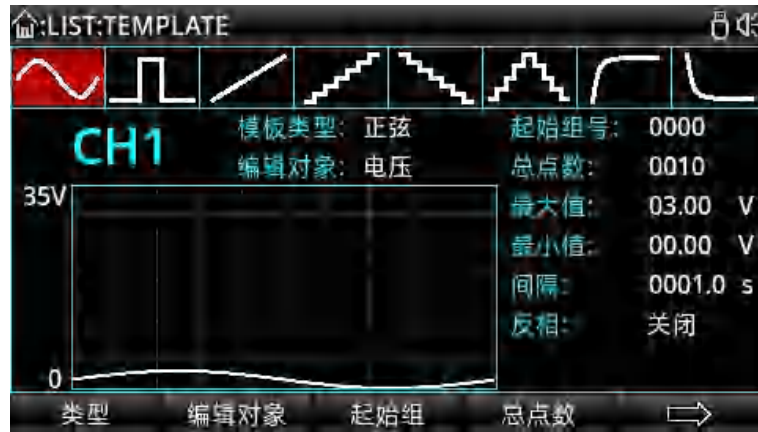 :LIST:TEMPLATE
CH1
模板类型: 正弦
编辑对象: 电压
起始组号: 0000
总点数: 0010
最大值: 03.00 V
最小值: 00.00 V
间隔: 0001.0 s
反相: 关闭
35V
0
类型 编辑对象 起始组 总点数